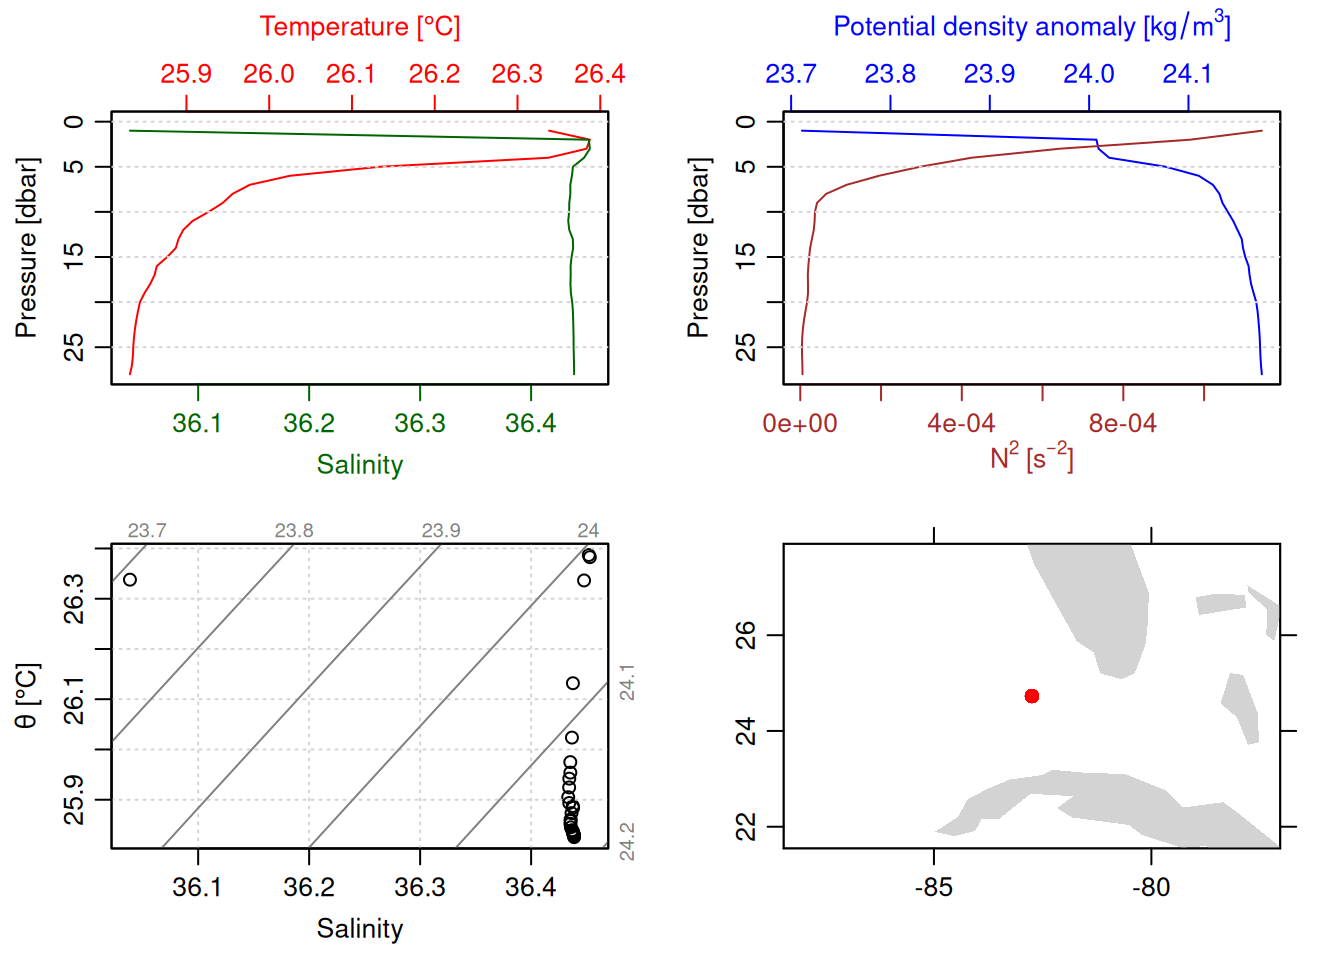 Temperature [°C]
25.9 26.0 26.1 26.2 26.3 26.4
Pressure [dbar]
0
5
15
25
36.1 36.2 36.3 36.4
Salinity
Potential density anomaly [kg/m³]
23.7 23.8 23.9 24.0 24.1
Pressure [dbar]
0
5
15
25
0e+00 4e-04 8e-04
N² [s⁻²]
23.7 23.8 23.9 24
24.1
24.2
θ [°C]
26.3
26.1
25.9
36.1 36.2 36.3 36.4
Salinity
26
24
22
-85 -80